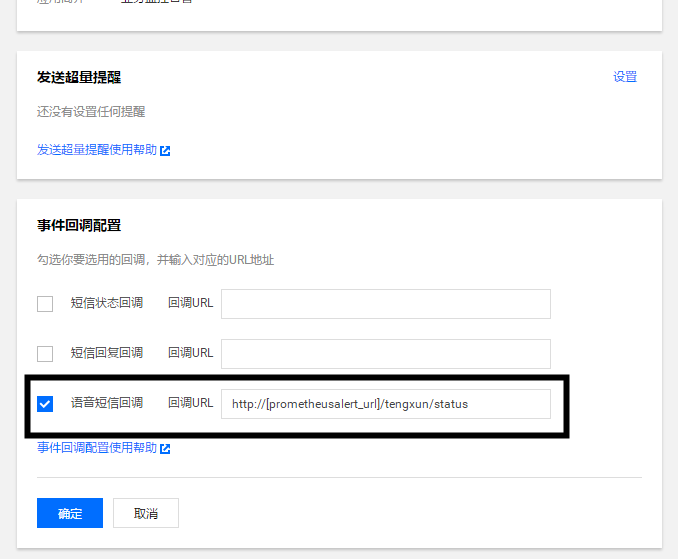 发送超量提醒 设置
还没有设置任何提醒
发送超量提醒使用帮助
事件回调配置
勾选你要选用的回调，并输入对应的URL地址
短信状态回调 回调URL
短信回复回调 回调URL
语音短信回调 回调URL http://[prometheusalert_url]/tengxun/status
事件回调配置使用帮助
确定 取消